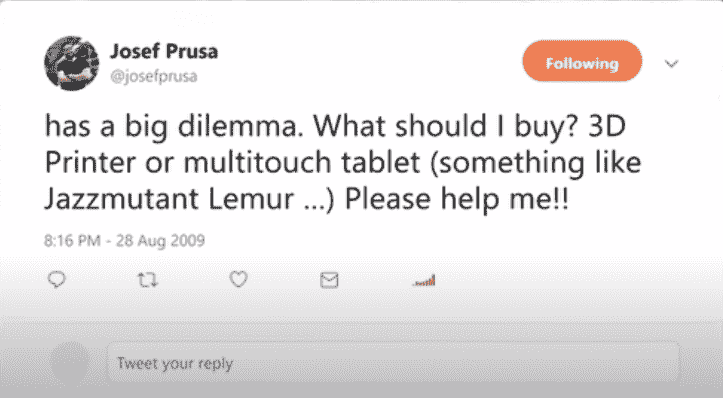 Josef Prusa
@josefprusa
Following
has a big dilemma. What should I buy? 3D
Printer or multitouch tablet (something like
Jazzmutant Lemur ...) Please help me!!
8:16 PM - 28 Aug 2009
Tweet your reply